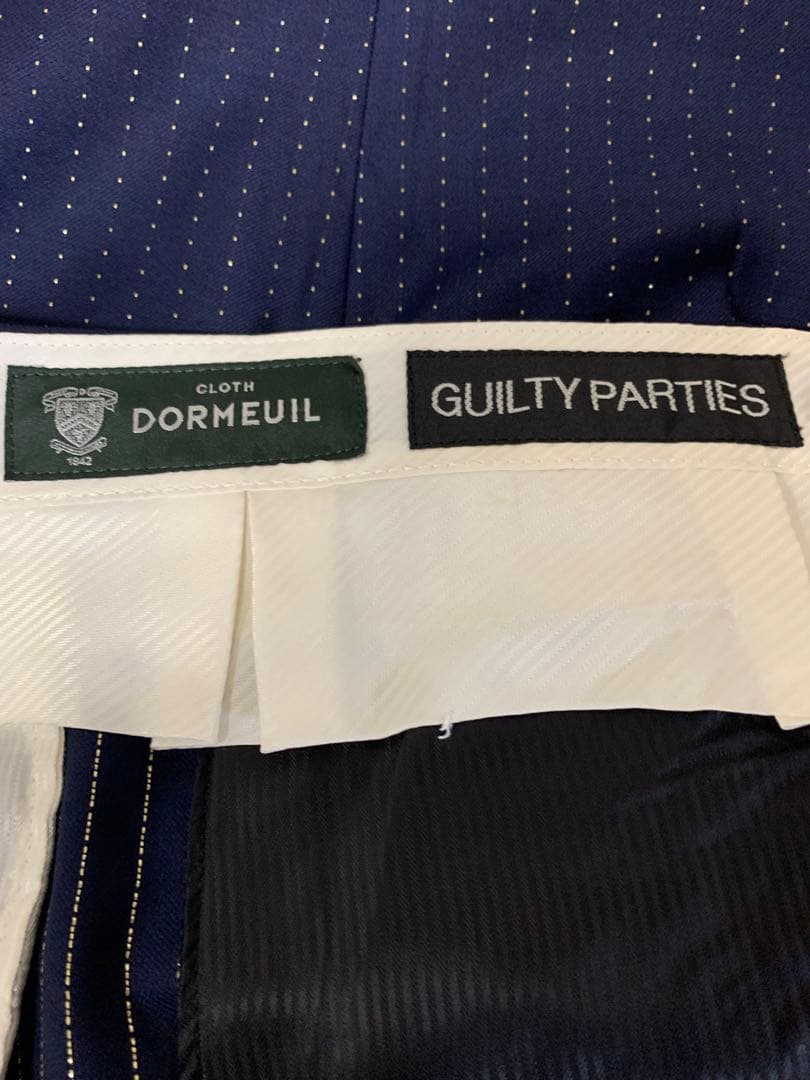 CLOTH
DORMEUIL
1842
GUILTY PARTIES